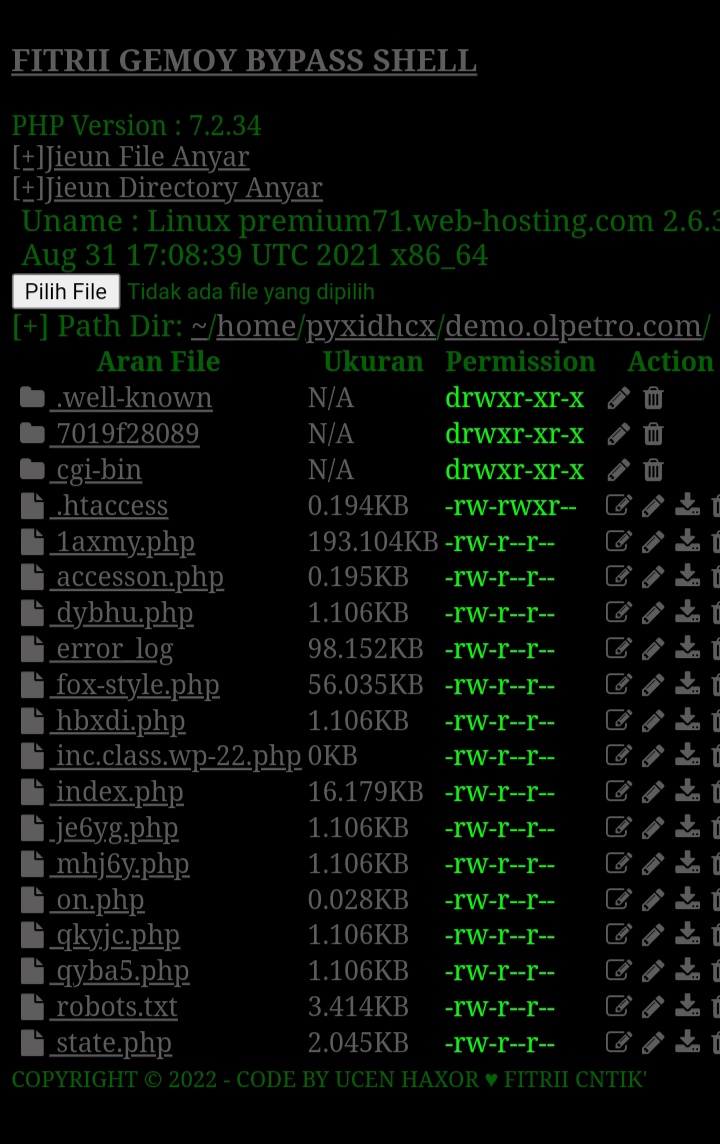 FITRII GEMOY BYPASS SHELL
PHP Version : 7.2.34
[+]Jieun File Anyar
[+]Jieun Directory Anyar
Uname : Linux premium71.web-hosting.com 2.6.3
Aug 31 17:08:39 UTC 2021 x86_64
Pilih File Tidak ada file yang dipilih
[+] Path Dir: ~/home/pyxidhcx/demo.olpetro.com/
Aran File Ukuran Permission Action
.well-known N/A drwxr-xr-x
7019f28089 N/A drwxr-xr-x
cgi-bin N/A drwxr-xr-x
.htaccess 0.194KB -rw-rwxr--
1axmy.php 193.104KB -rw-r--r--
accesson.php 0.195KB -rw-r--r--
dybhu.php 1.106KB -rw-r--r--
error_log 98.152KB -rw-r--r--
fox-style.php 56.035KB -rw-r--r--
hbxdi.php 1.106KB -rw-r--r--
inc.class.wp-22.php 0KB -rw-r--r--
index.php 16.179KB -rw-r--r--
je6yg.php 1.106KB -rw-r--r--
mhj6y.php 1.106KB -rw-r--r--
on.php 0.028KB -rw-r--r--
qkyjc.php 1.106KB -rw-r--r--
qyba5.php 1.106KB -rw-r--r--
robots.txt 3.414KB -rw-r--r--
state.php 2.045KB -rw-r--r--
COPYRIGHT © 2022 - CODE BY UCEN HAXOR ♥ FITRII CNTIK'